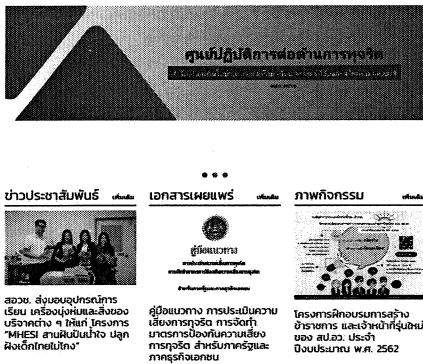 ศูนย์ปฏิบัติการต่อต้านการทุจริต
ข่าวประชาสัมพันธ์ เพิ่มเติม
เอกสารเผยแพร่ เพิ่มเติม
ภาพกิจกรรม เพิ่มเติม
คู่มือแนวทาง
สอวช. ส่งมอบอุปกรณ์การ
เรียน เครื่องนุ่งห่มและสิ่งของ
บริจาคต่าง ๆ ให้แก่ โครงการ
"MHESI สานฝันปันน้ำใจ ปลูก
ฝังเด็กไทยไม่โกง"
คู่มือแนวทาง การประเมินความ
เสี่ยงการทุจริต การจัดทำ
มาตรการป้องกันความเสี่ยง
การทุจริต สำหรับภาครัฐและ
ภาคธุรกิจเอกชน
โครงการฝึกอบรมการสร้าง
ข้าราชการ และเจ้าหน้าที่รุ่นใหม่
ของ สป.อว. ประจำ
ปีงบประมาณ พ.ศ. 2562